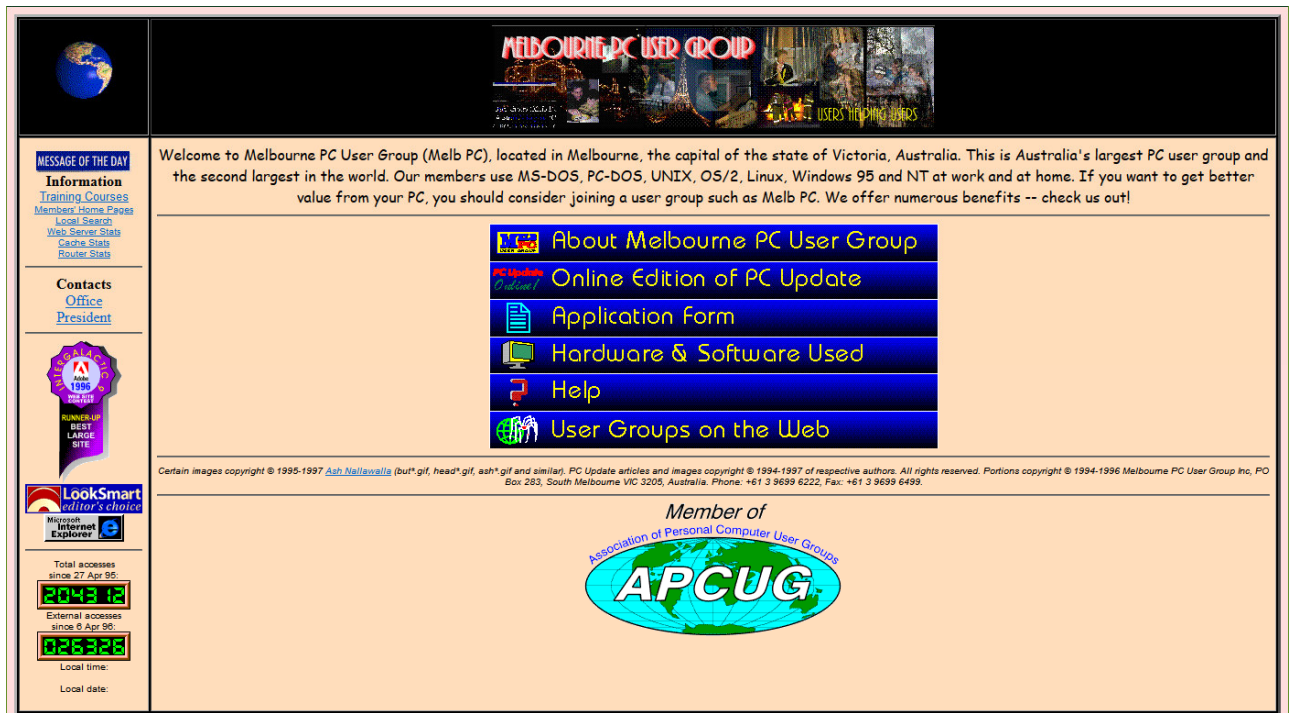 MELBOURNE PC USER GROUP
USERS HELPING USERS
MESSAGE OF THE DAY
Information
Training Courses
Members' Home Pages
Local Search
Web Server Stats
Cache Stats
Router Stats
Contacts
Office
President
INTERGALACTIC P
Adobe
1996
WEB SITE
CONTEST
RUNNER-UP
BEST
LARGE
SITE
LookSmart
editor's choice
Microsoft
Internet
Explorer
Total accesses
since 27 Apr 95:
204312
External accesses
since 6 Apr 96:
026326
Local time:
Local date:
Welcome to Melbourne PC User Group (Melb PC), located in Melbourne, the capital of the state of Victoria, Australia. This is Australia's largest PC user group and
the second largest in the world. Our members use MS-DOS, PC-DOS, UNIX, OS/2, Linux, Windows 95 and NT at work and at home. If you want to get better
value from your PC, you should consider joining a user group such as Melb PC. We offer numerous benefits -- check us out!
About Melbourne PC User Group
PC Update
Online!
Online Edition of PC Update
Application Form
Hardware & Software Used
Help
User Groups on the Web
Certain images copyright © 1995-1997 Ash Nallawalla (but*.gif, head*.gif, ash*.gif and similar). PC Update articles and images copyright © 1994-1997 of respective authors. All rights reserved. Portions copyright © 1994-1996 Melbourne PC User Group Inc, PO
Box 283, South Melbourne VIC 3205, Australia. Phone: +61 3 9699 6222, Fax: +61 3 9699 6499.
Member of
Association of Personal Computer User Groups
APCUG